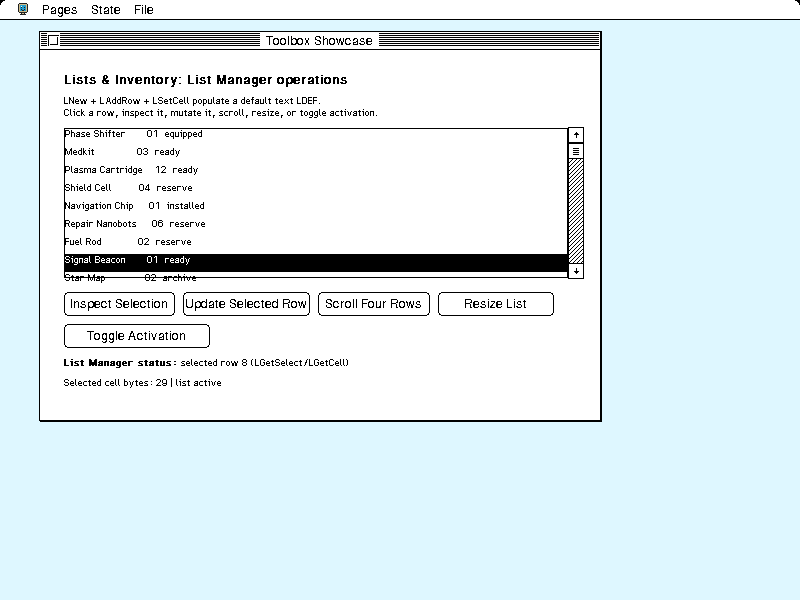 Pages State File
Toolbox Showcase
Lists & Inventory: List Manager operations
LNew + LAddRow + LSetCell populate a default text LDEF.
Click a row, inspect it, mutate it, scroll, resize, or toggle activation.
Phase Shifter 01 equipped
Medkit 03 ready
Plasma Cartridge 12 ready
Shield Cell 04 reserve
Navigation Chip 01 installed
Repair Nanobots 06 reserve
Fuel Rod 02 reserve
Signal Beacon 01 ready
Star Map 02 archive
Inspect Selection Update Selected Row Scroll Four Rows Resize List
Toggle Activation
List Manager status: selected row 8 (LGetSelect/LGetCell)
Selected cell bytes: 29 | list active